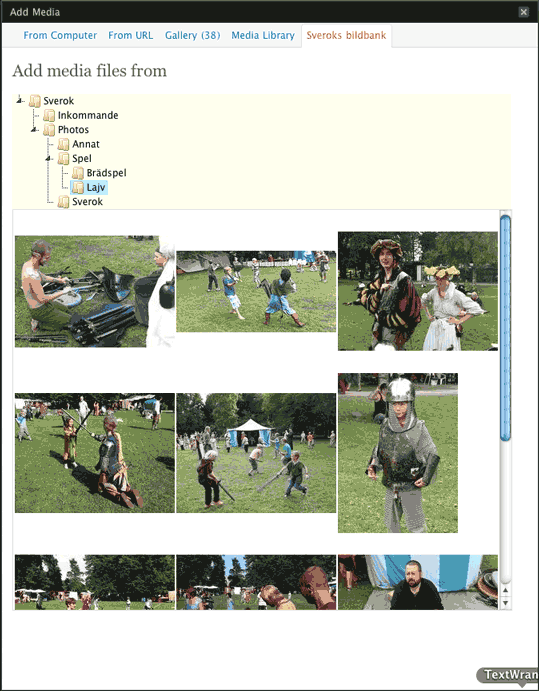 Add Media
From Computer From URL Gallery (38) Media Library Sveroks bildbank
Add media files from
Sverok
Inkommande
Photos
Annat
Spel
Brädspel
Lajv
Sverok
TextWran